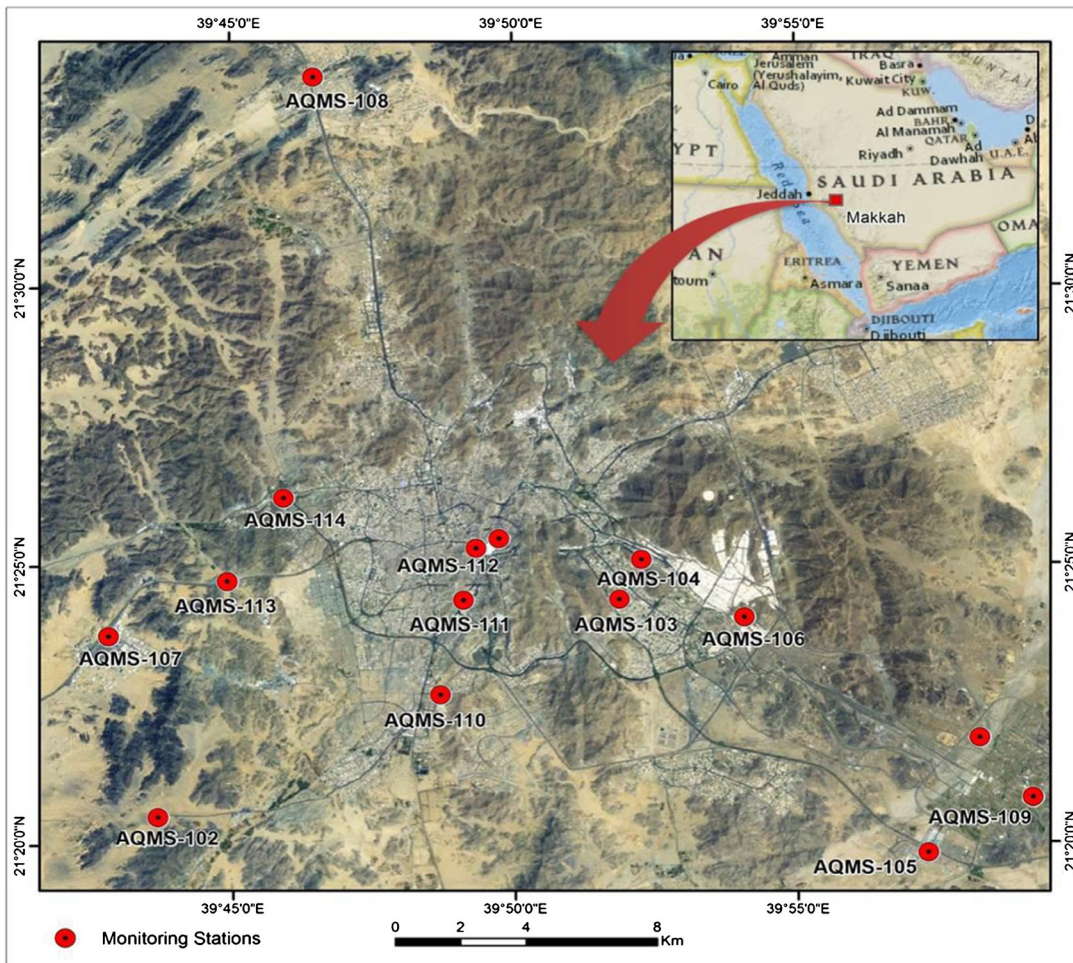 39°45'0"E
39°50'0"E
39°55'0"E
AQMS-108
Amman
Jerusalem
(Yerushalayim,
Al Quds)
Cairo
IRAQ
Basra
Kuwait City
KUW.
Ad Dammam
BAHR
Al Manamah
QATAR
Ad
Dawhah
U.A.E.
Riyadh
YPT
Red Sea
SAUDI ARABIA
Jeddah
Makkah
OMA
AN
ERITREA
YEMEN
toum
Asmara
Sanaa
DJIBOUTI
Djibouti
21°30'0"N
21°30'0"N
AQMS-114
AQMS-112
AQMS-104
21°25'0"N
21°25'0"N
AQMS-113
AQMS-111
AQMS-103
AQMS-106
AQMS-107
AQMS-110
AQMS-109
AQMS-102
AQMS-105
21°20'0"N
21°20'0"N
39°45'0"E
39°50'0"E
39°55'0"E
Monitoring Stations
0 2 4 8
Km